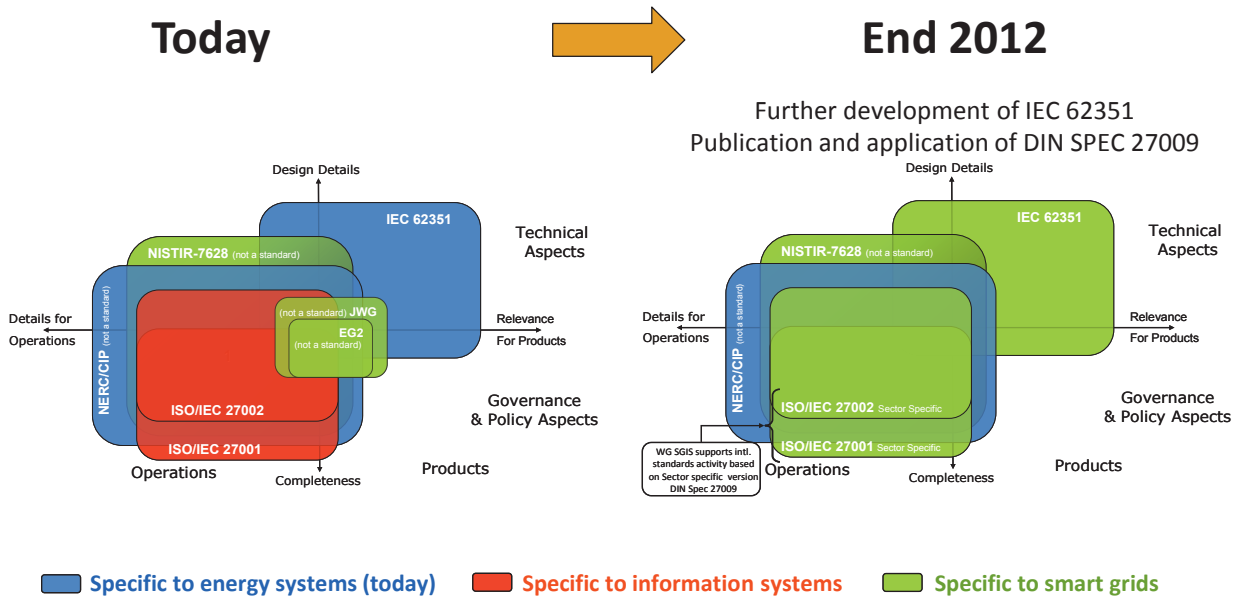 Today
End 2012
Further development of IEC 62351
Publication and application of DIN SPEC 27009
Design Details
IEC 62351
Technical
Aspects
NISTIR-7628 (not a standard)
NERC/CIP (not a standard)
(not a standard) JWG
EG2
(not a standard)
Details for
Operations
Relevance
For Products
ISO/IEC 27002
ISO/IEC 27001
Governance
& Policy Aspects
Operations
Products
Completeness
Design Details
IEC 62351
Technical
Aspects
NISTIR-7628 (not a standard)
NERC/CIP (not a standard)
Details for
Operations
Relevance
For Products
ISO/IEC 27002 Sector Specific
ISO/IEC 27001 Sector Specific
Governance
& Policy Aspects
WG SGIS supports intl.
standards activity based
on Sector specific version
DIN Spec 27009
Operations
Products
Completeness
Specific to energy systems (today)
Specific to information systems
Specific to smart grids